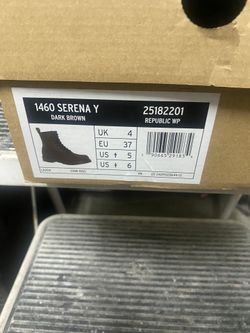 1460 SERENA Y 25182201
DARK BROWN REPUBLIC WP
UK 4
EU 37
US 5
US 6